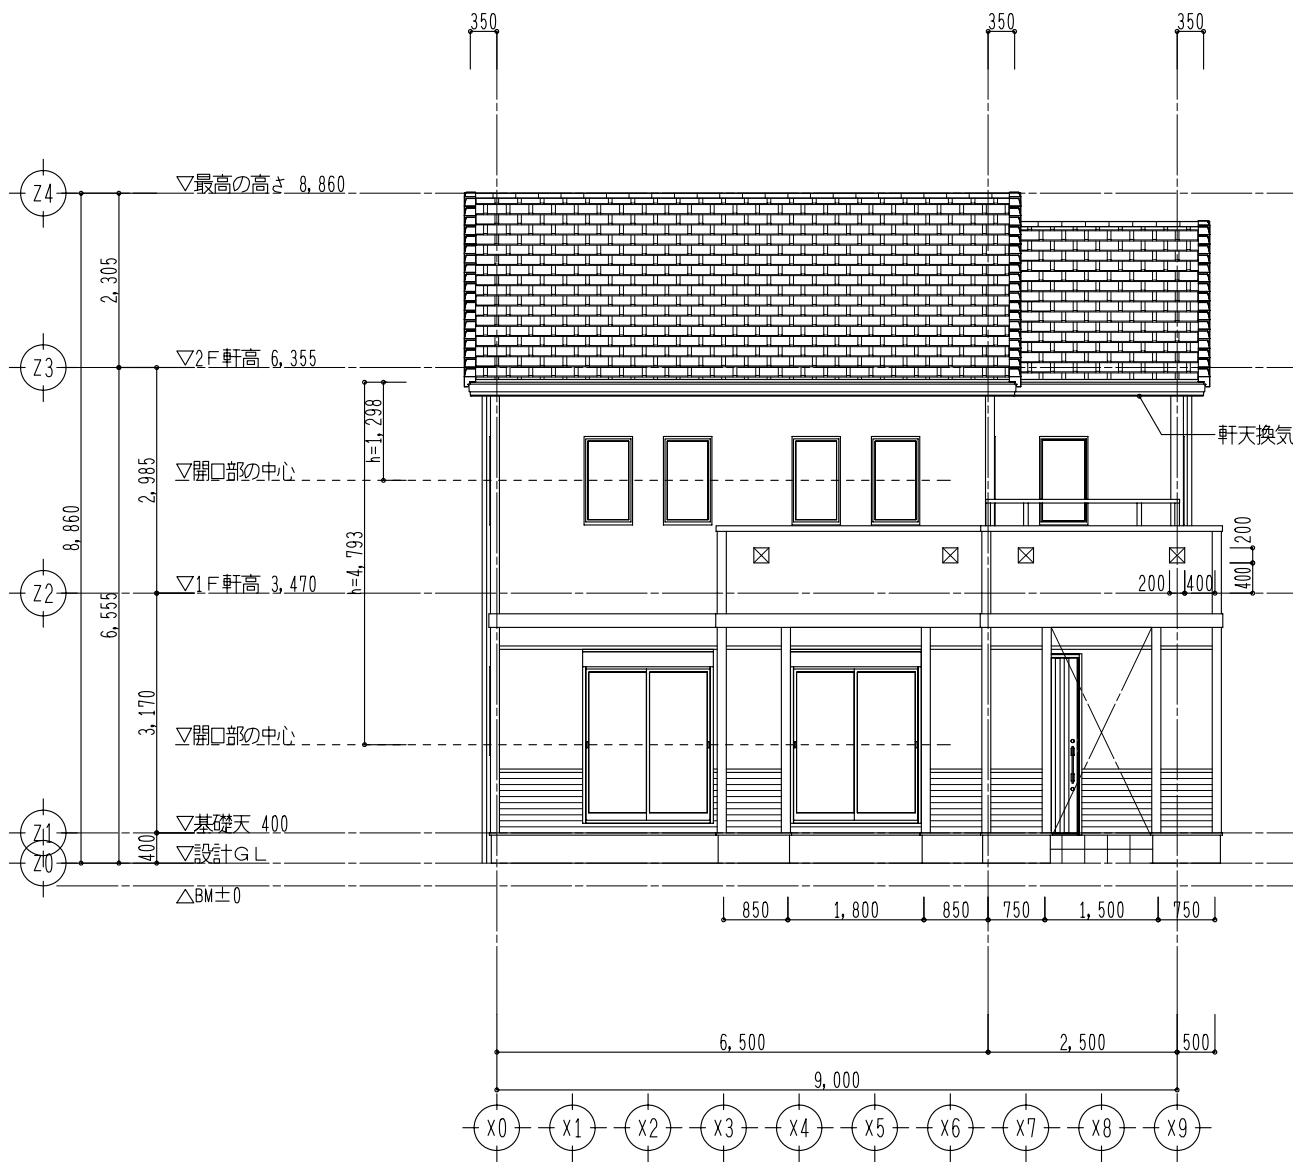 350
350
350
Z4
▽最高の高さ 8,860
2,305
Z3
▽2F軒高 6,355
h=1,298
軒天換気
▽開口部の中心
2,985
8,860
h=4,793
200
400
200
400
Z2
▽1F軒高 3,470
6,555
3,170
▽開口部の中心
Z1
▽基礎天 400
400
Z0
▽設計GL
△BM±0
850
1,800
850
750
1,500
750
6,500
2,500
500
9,000
X0
X1
X2
X3
X4
X5
X6
X7
X8
X9